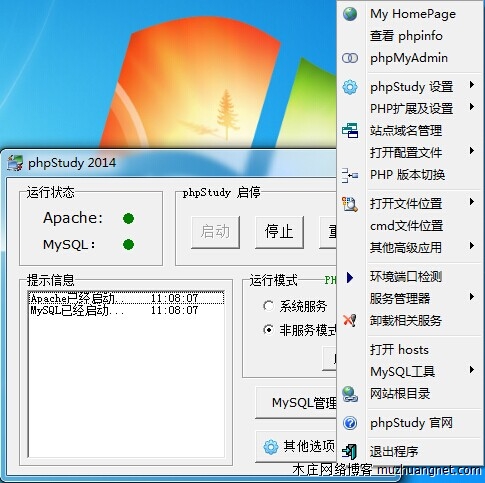 My HomePage
查看 phpinfo
phpMyAdmin
phpStudy 设置
PHP扩展及设置
站点域名管理
打开配置文件
PHP 版本切换
打开文件位置
cmd文件位置
其他高级应用
环境端口检测
服务管理器
卸载相关服务
打开 hosts
MySQL工具
网站根目录
phpStudy 官网
退出程序
phpStudy 2014
运行状态
Apache:
MySQL:
phpStudy 启停
启动
停止
提示信息
Apache已经启动... 11:08:07
MySQL已经启动... 11:08:07
运行模式
PH
系统服务
非服务模式
MySQL管理
其他选项
木庄网络博客 muzhuangnet.com